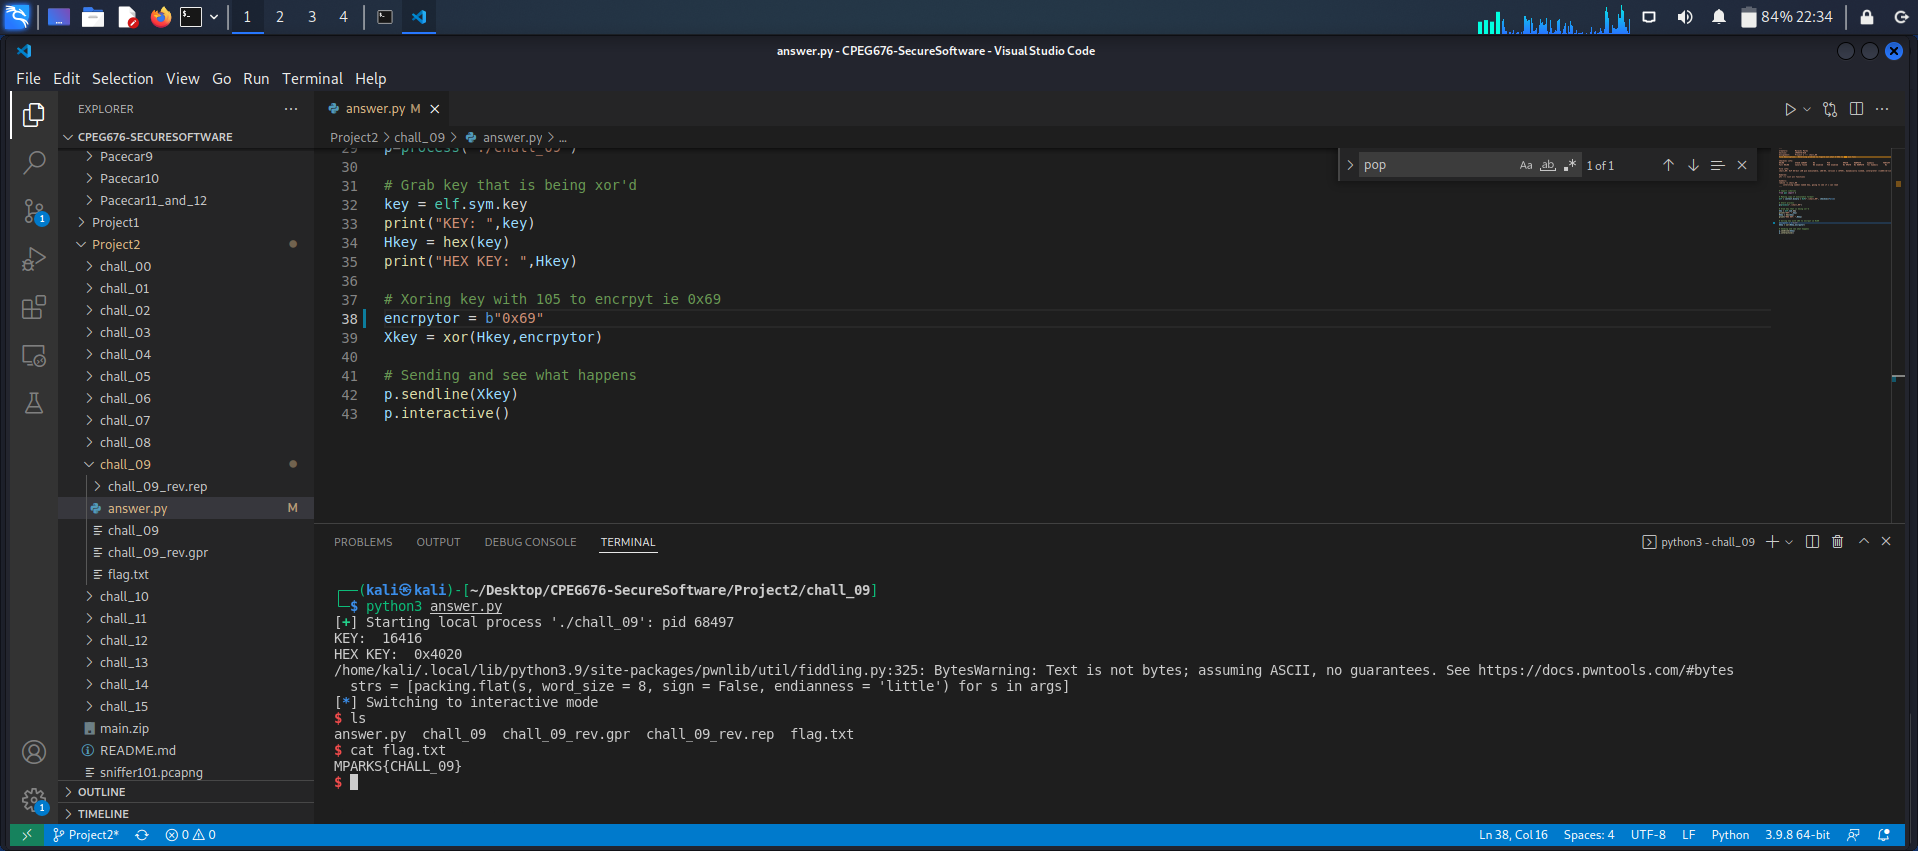 1 2 3 4
84% 22:34
answer.py - CPEG676-SecureSoftware - Visual Studio Code
File Edit Selection View Go Run Terminal Help
EXPLORER
CPEG676-SECURESOFTWARE
Pacecar9
Pacecar10
Pacecar11_and_12
Project1
Project2
chall_00
chall_01
chall_02
chall_03
chall_04
chall_05
chall_06
chall_07
chall_08
chall_09
chall_09_rev.rep
answer.py M
chall_09
chall_09_rev.gpr
flag.txt
chall_10
chall_11
chall_12
chall_13
chall_14
chall_15
main.zip
README.md
sniffer101.pcapng
OUTLINE
TIMELINE
1
1
answer.py M
Project2 > chall_09 > answer.py > ...
pop Aa ab .* 1 of 1
29 p=process("./chall_09")
30
31 # Grab key that is being xor'd
32 key = elf.sym.key
33 print("KEY: ",key)
34 Hkey = hex(key)
35 print("HEX KEY: ",Hkey)
36
37 # Xoring key with 105 to encrpyt ie 0x69
38 encrpytor = b"0x69"
39 Xkey = xor(Hkey,encrpytor)
40
41 # Sending and see what happens
42 p.sendline(Xkey)
43 p.interactive()
PROBLEMS OUTPUT DEBUG CONSOLE TERMINAL
python3 - chall_09
┌──(kali㉿kali)-[~/Desktop/CPEG676-SecureSoftware/Project2/chall_09]
└─$ python3 answer.py
[+] Starting local process './chall_09': pid 68497
KEY:  16416
HEX KEY:  0x4020
/home/kali/.local/lib/python3.9/site-packages/pwnlib/util/fiddling.py:325: BytesWarning: Text is not bytes; assuming ASCII, no guarantees. See https://docs.pwntools.com/#bytes
strs = [packing.flat(s, word_size = 8, sign = False, endianness = 'little') for s in args]
[*] Switching to interactive mode
$ ls
answer.py  chall_09  chall_09_rev.gpr  chall_09_rev.rep  flag.txt
$ cat flag.txt
MPARKS{CHALL_09}
$
Project2* 0 0
Ln 38, Col 16 Spaces: 4 UTF-8 LF Python 3.9.8 64-bit